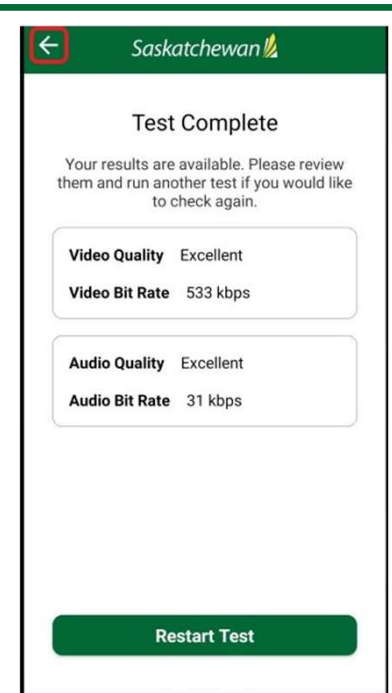 Saskatchewan
Test Complete
Your results are available. Please review
them and run another test if you would like
to check again.
Video Quality Excellent
Video Bit Rate 533 kbps
Audio Quality Excellent
Audio Bit Rate 31 kbps
Restart Test